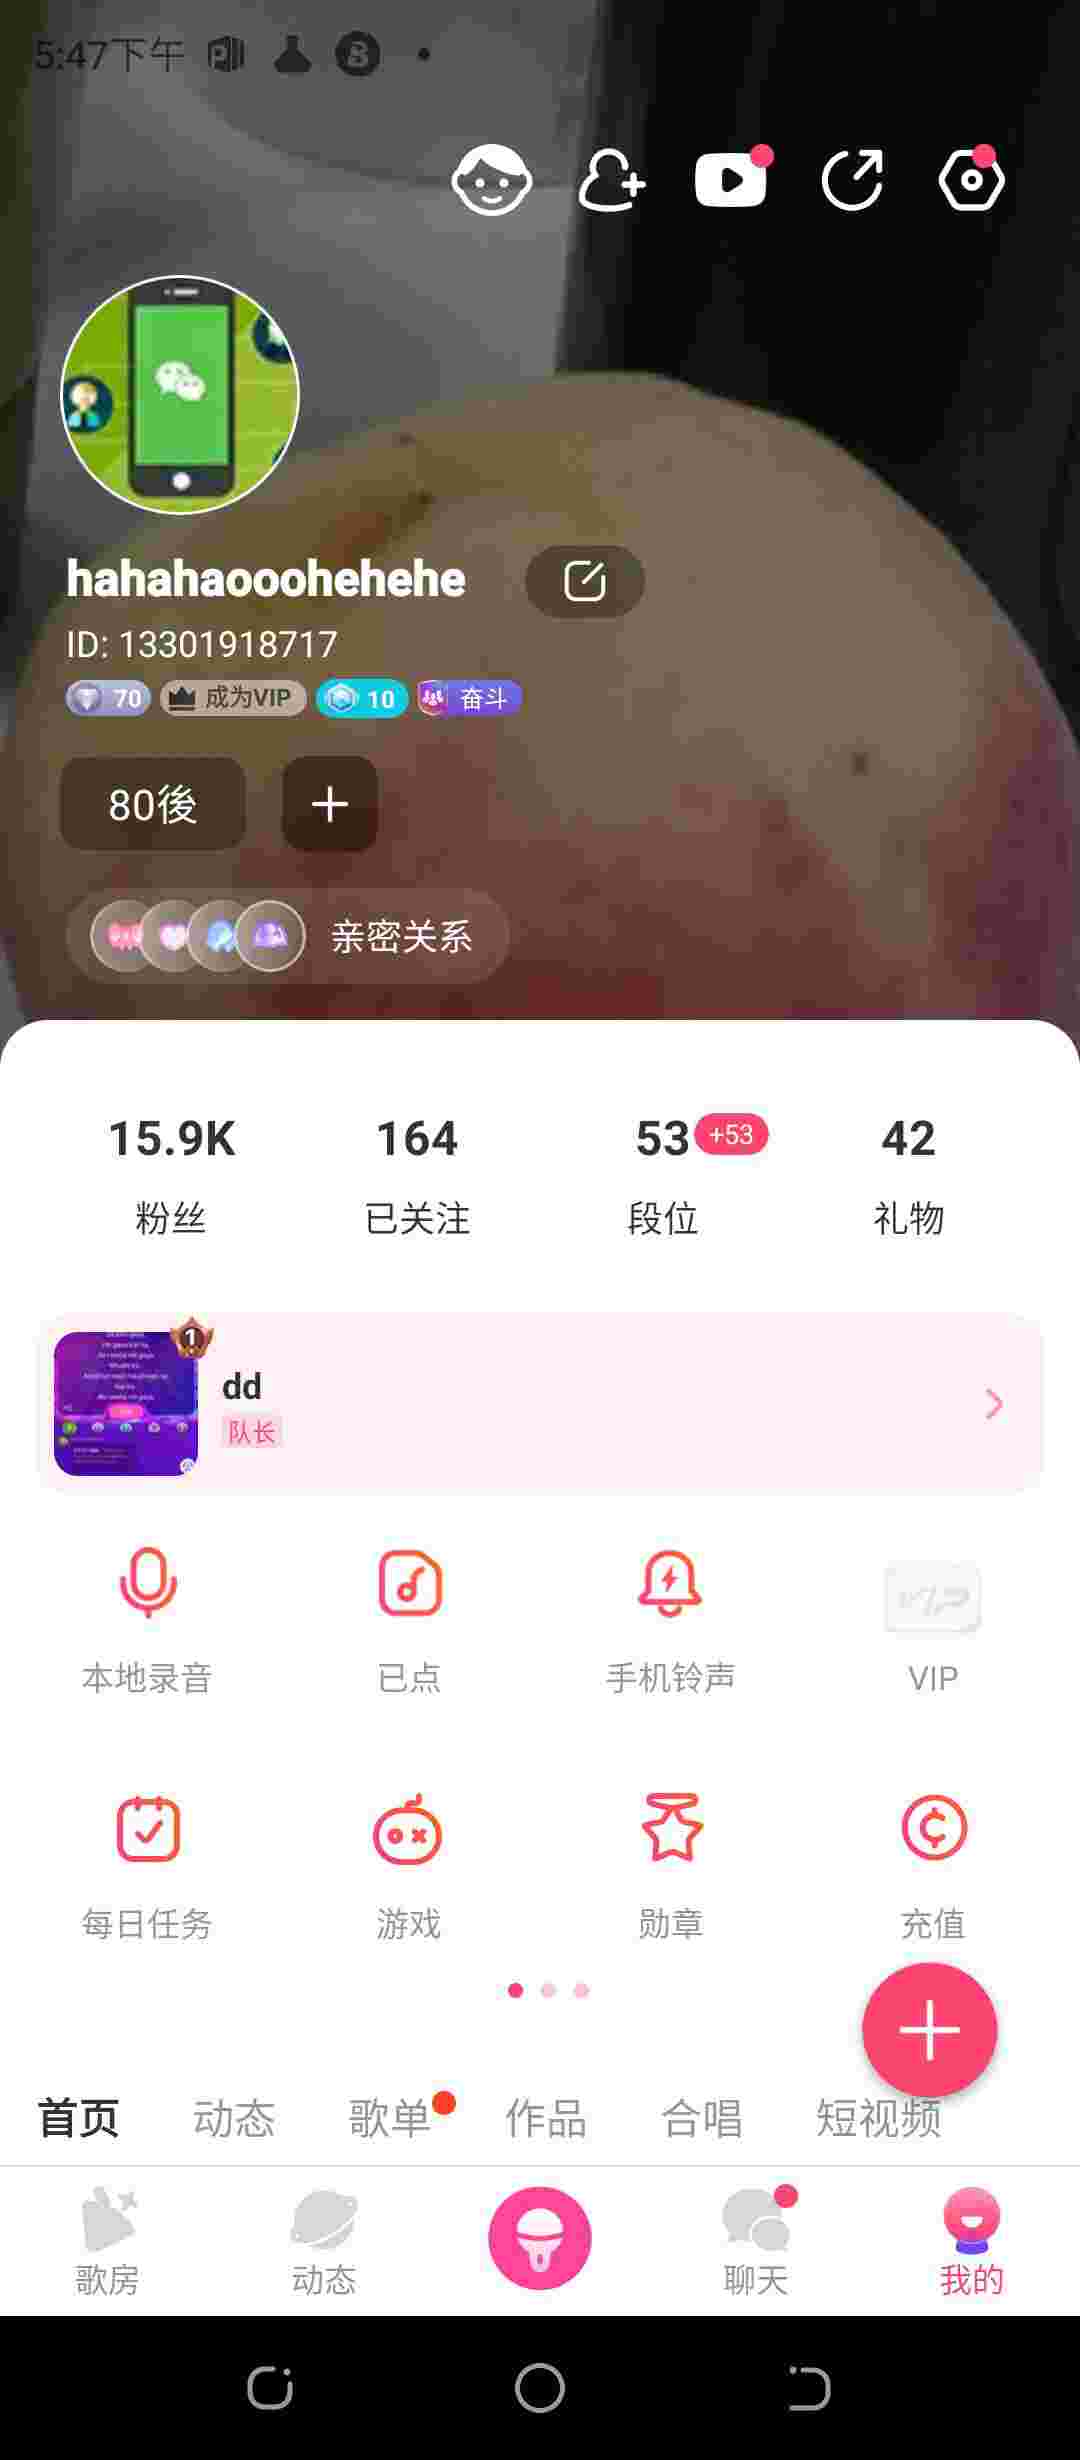 5:47下午
hahahaooohehehe
ID: 13301918717
70 成为VIP 10 奋斗
80後
亲密关系
15.9K 164 53 +53 42
粉丝 已关注 段位 礼物
1
dd
队长
本地录音 已点 手机铃声 VIP
每日任务 游戏 勋章 充值
首页 动态 歌单 作品 合唱 短视频
歌房 动态 聊天 我的